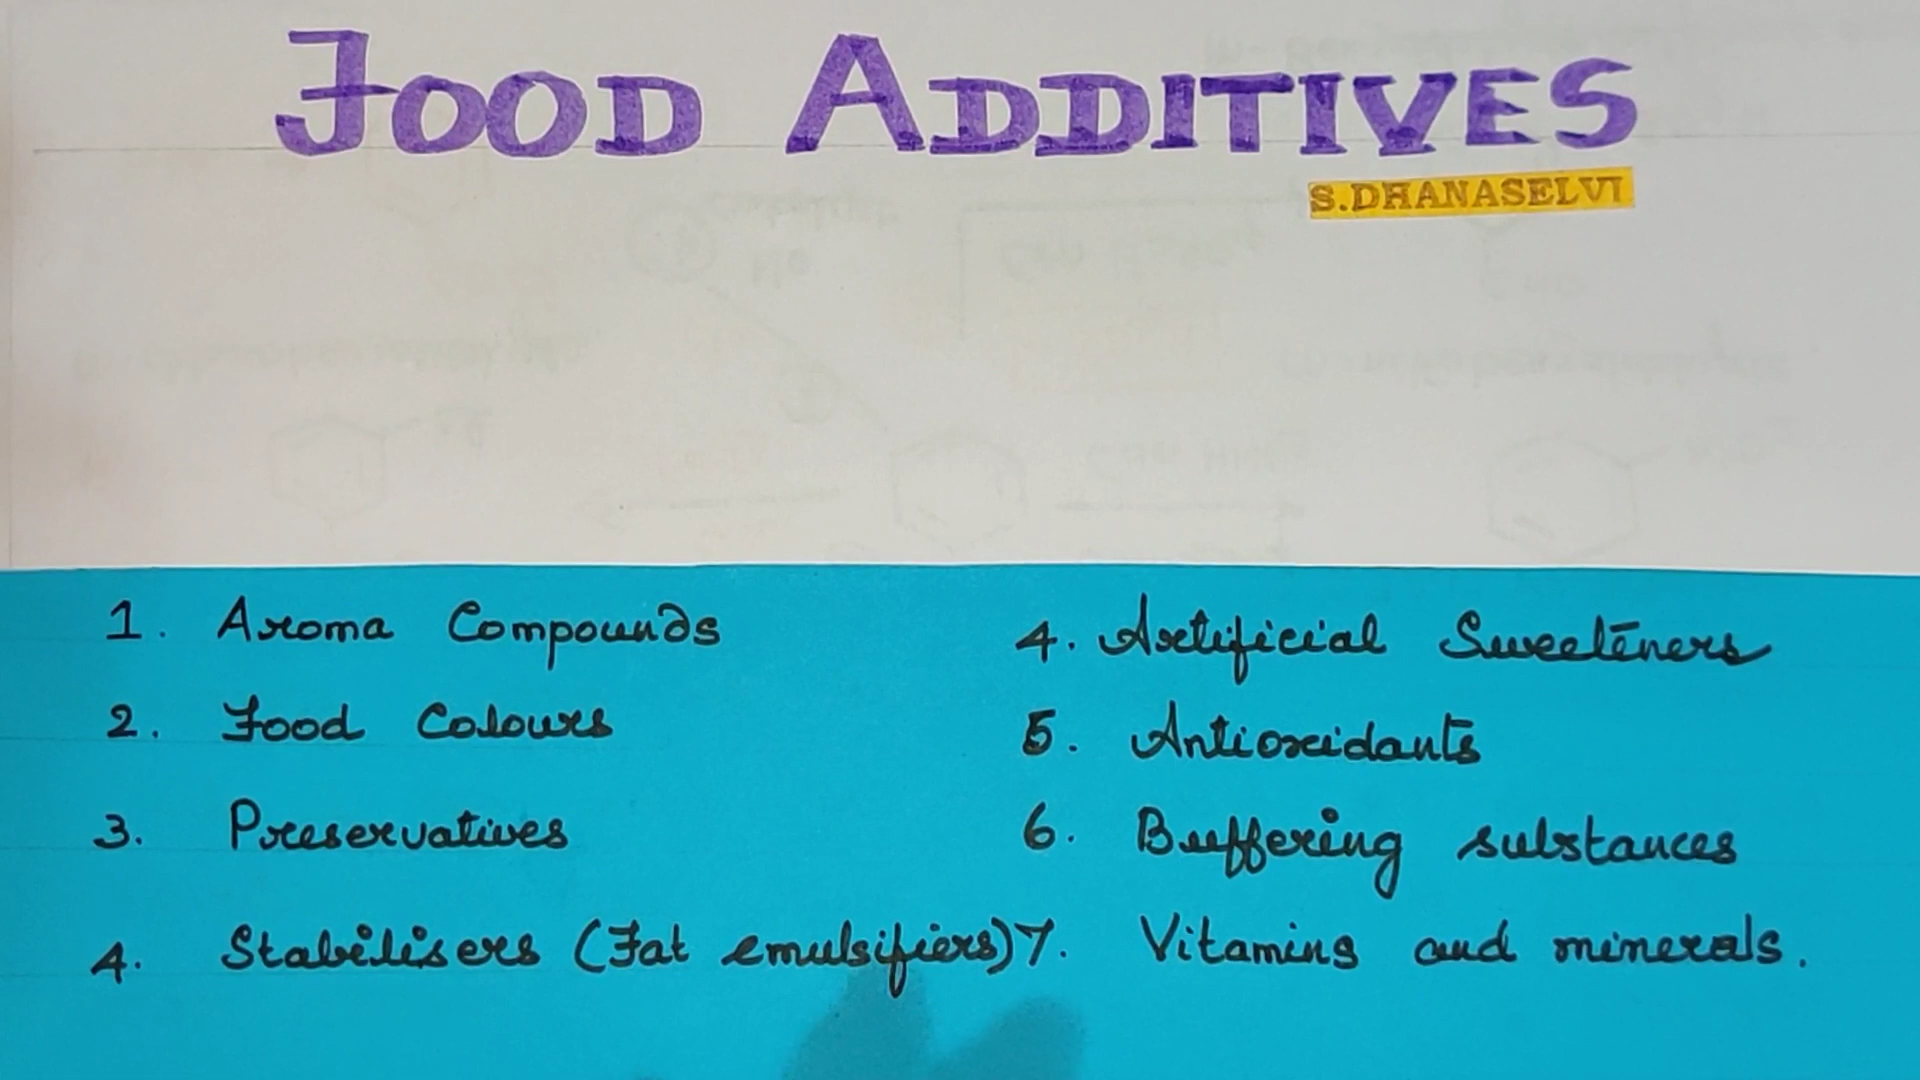 FOOD ADDITIVES
S.DHANASELVI
1. Aroma Compounds
2. Food Colours
3. Preservatives
4. Stabilisers (Fat emulsifiers)
4. Artificial Sweeteners
5. Antioxidants
6. Buffering substances
7. Vitamins and minerals.